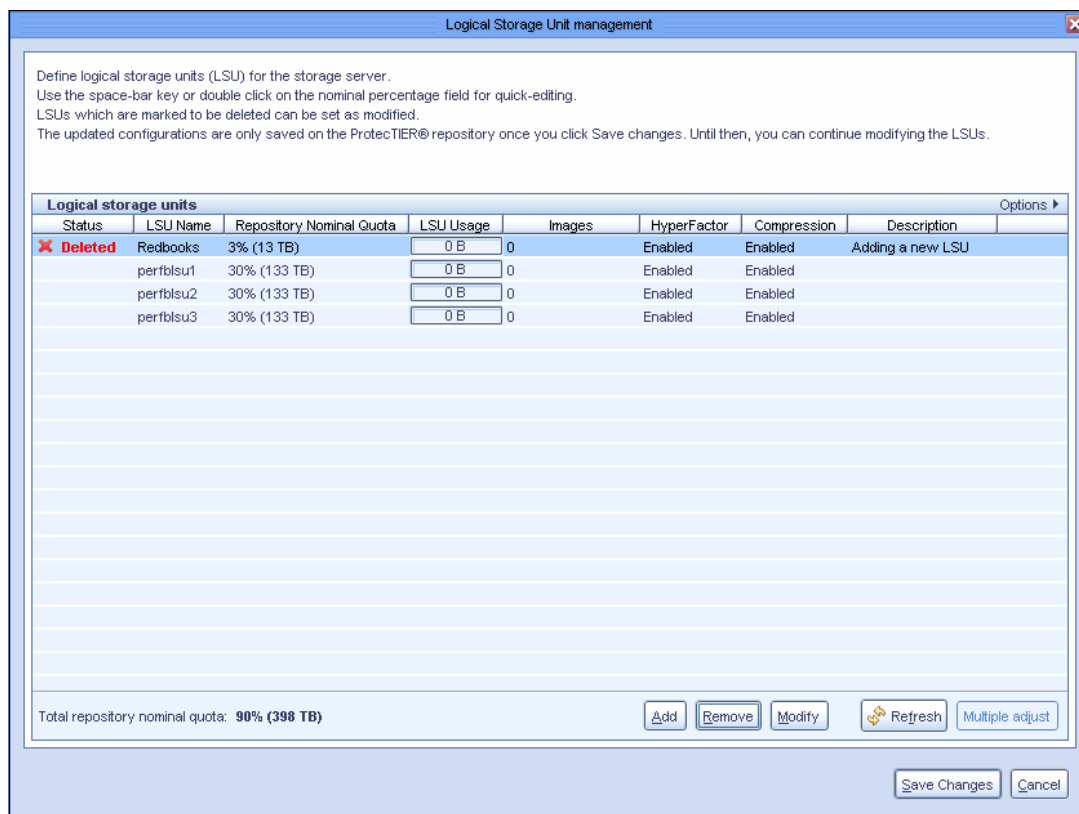 Logical Storage Unit management
Define logical storage units (LSU) for the storage server.
Use the space-bar key or double click on the nominal percentage field for quick-editing.
LSUs which are marked to be deleted can be set as modified.
The updated configurations are only saved on the ProtecTIER® repository once you click Save changes. Until then, you can continue modifying the LSUs.
Logical storage units Options
Status LSU Name Repository Nominal Quota LSU Usage Images HyperFactor Compression Description
Deleted Redbooks 3% (13 TB) 0 B 0 Enabled Enabled Adding a new LSU
perfblsu1 30% (133 TB) 0 B 0 Enabled Enabled
perfblsu2 30% (133 TB) 0 B 0 Enabled Enabled
perfblsu3 30% (133 TB) 0 B 0 Enabled Enabled
Total repository nominal quota: 90% (398 TB) Add Remove Modify Refresh Multiple adjust
Save Changes Cancel